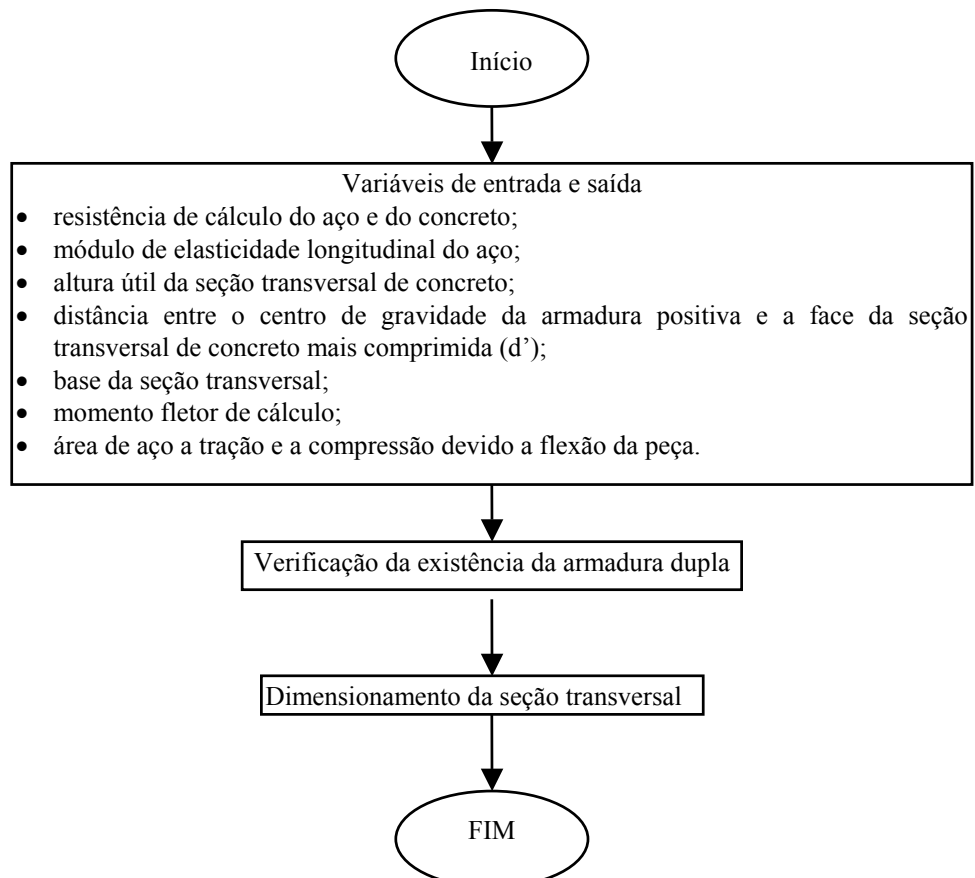 Início
Variáveis de entrada e saída
• resistência de cálculo do aço e do concreto;
• módulo de elasticidade longitudinal do aço;
• altura útil da seção transversal de concreto;
• distância entre o centro de gravidade da armadura positiva e a face da seção
transversal de concreto mais comprimida (d’);
• base da seção transversal;
• momento fletor de cálculo;
• área de aço a tração e a compressão devido a flexão da peça.
Verificação da existência da armadura dupla
Dimensionamento da seção transversal
FIM